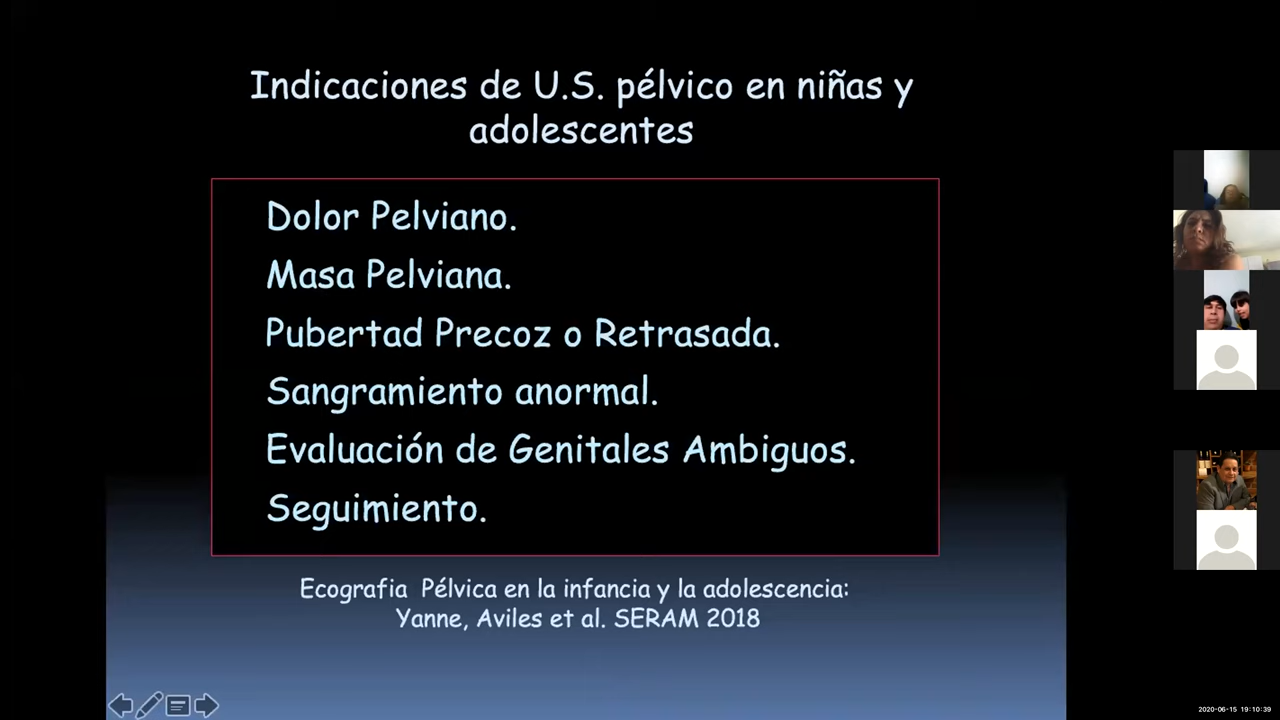 Indicaciones de U.S. pélvico en niñas y
adolescentes
Dolor Pelviano.
Masa Pelviana.
Pubertad Precoz o Retrasada.
Sangramiento anormal.
Evaluación de Genitales Ambiguos.
Seguimiento.
Ecografia Pélvica en la infancia y la adolescencia:
Yanne, Aviles et al. SERAM 2018
2020-06-15 19:10:39